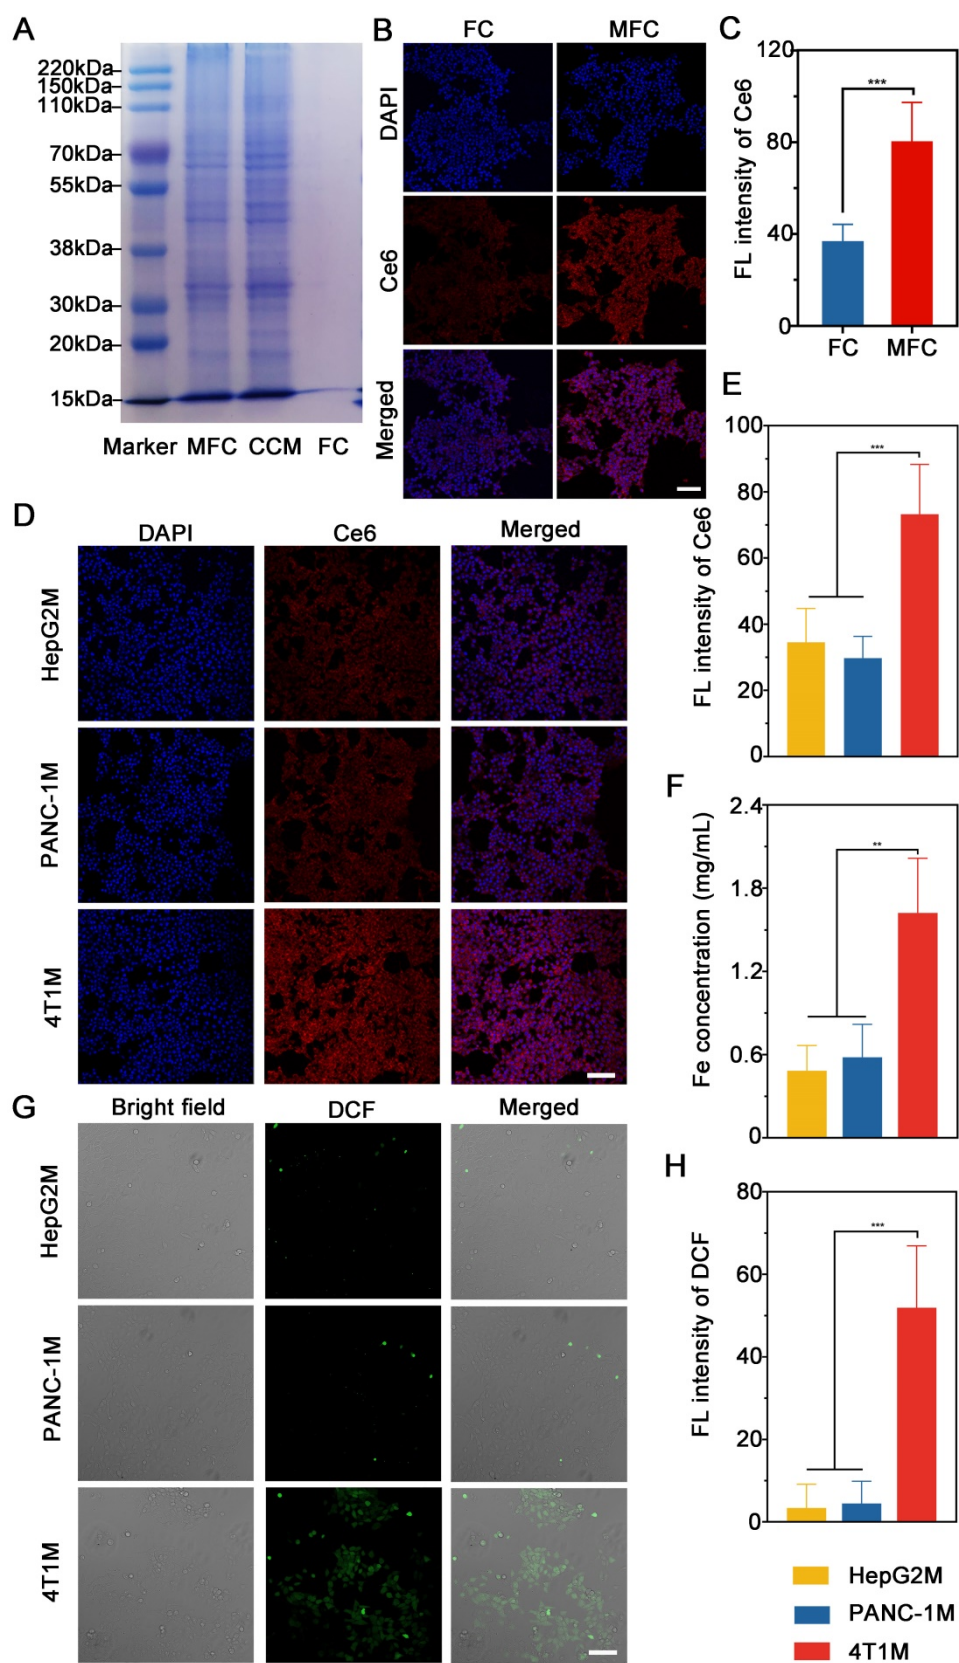 A
220kDa
150kDa
110kDa
70kDa
55kDa
38kDa
30kDa
20kDa
15kDa
Marker MFC CCM FC
B
FC MFC
DAPI
Ce6
Merged
C
FL intensity of Ce6
120
80
40
0
***
FC MFC
D
DAPI Ce6 Merged
HepG2M
PANC-1M
4T1M
E
FL intensity of Ce6
100
80
60
40
20
0
***
F
Fe concentration (mg/mL)
2.4
1.8
1.2
0.6
0
**
G
Bright field DCF Merged
HepG2M
PANC-1M
4T1M
H
FL intensity of DCF
80
60
40
20
0
***
HepG2M
PANC-1M
4T1M